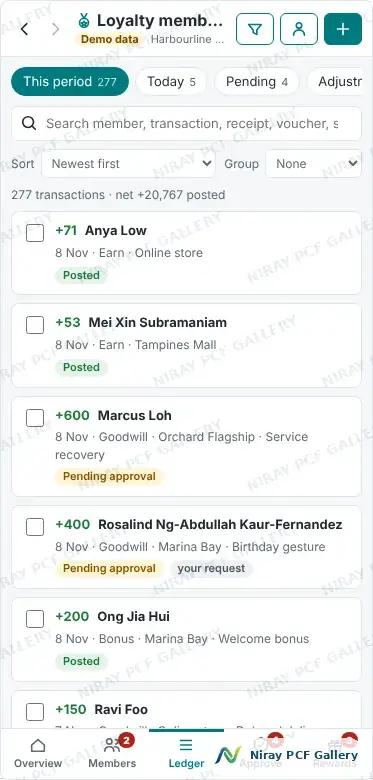 Loyalty memb...
Demo data Harbourline ...
This period 277 Today 5 Pending 4 Adjustr
Search member, transaction, receipt, voucher, s
Sort Newest first Group None
277 transactions · net +20,767 posted
+71 Anya Low
8 Nov · Earn · Online store
Posted
+53 Mei Xin Subramaniam
8 Nov · Earn · Tampines Mall
Posted
+600 Marcus Loh
8 Nov · Goodwill · Orchard Flagship · Service
recovery
Pending approval
+400 Rosalind Ng-Abdullah Kaur-Fernandez
8 Nov · Goodwill · Marina Bay · Birthday gesture
Pending approval your request
+200 Ong Jia Hui
8 Nov · Bonus · Marina Bay · Welcome bonus
Posted
+150 Ravi Foo
2
Overview Members Ledger Approve Rewards
Niray PCF Gallery
NIRAY PCF GALLERY